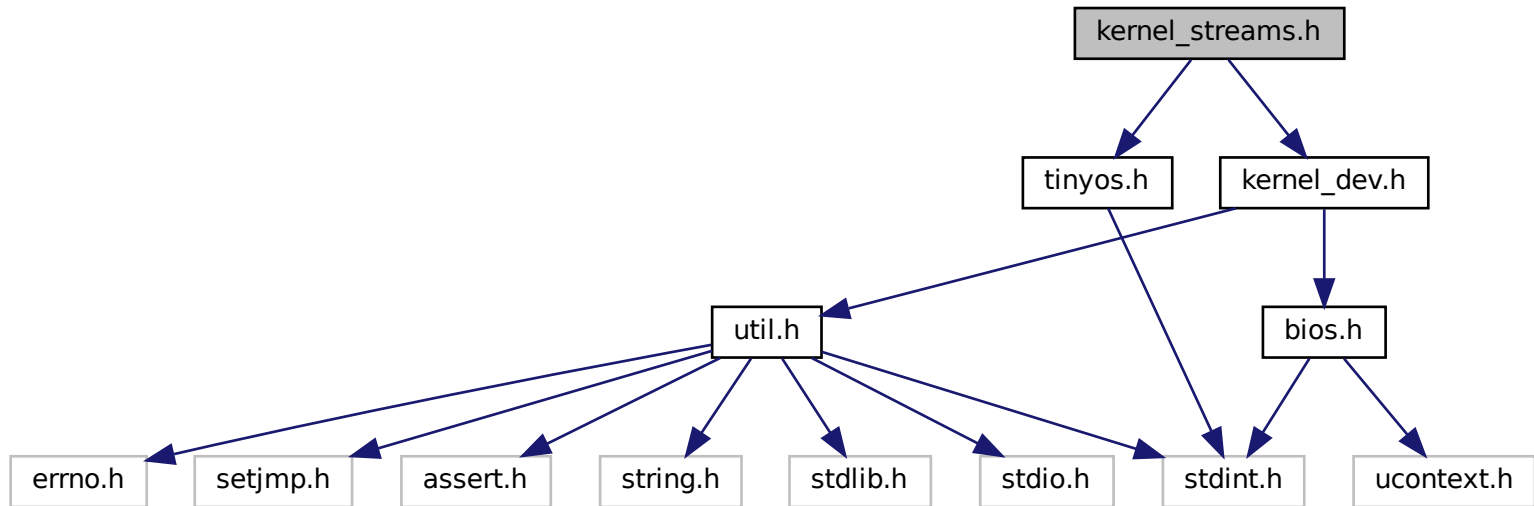 kernel_streams.h
tinyos.h
kernel_dev.h
util.h
bios.h
errno.h
setjmp.h
assert.h
string.h
stdlib.h
stdio.h
stdint.h
ucontext.h